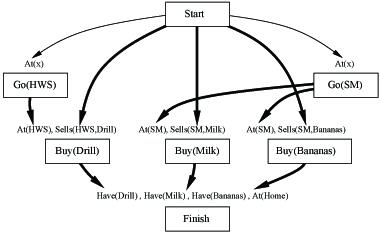 Start
At(x) At(x)
Go(HWS) Go(SM)
At(HWS), Sells(HWS,Drill) At(SM), Sells(SM,Milk) At(SM), Sells(SM,Bananas)
Buy(Drill) Buy(Milk) Buy(Bananas)
Have(Drill) , Have(Milk) , Have(Bananas) , At(Home)
Finish